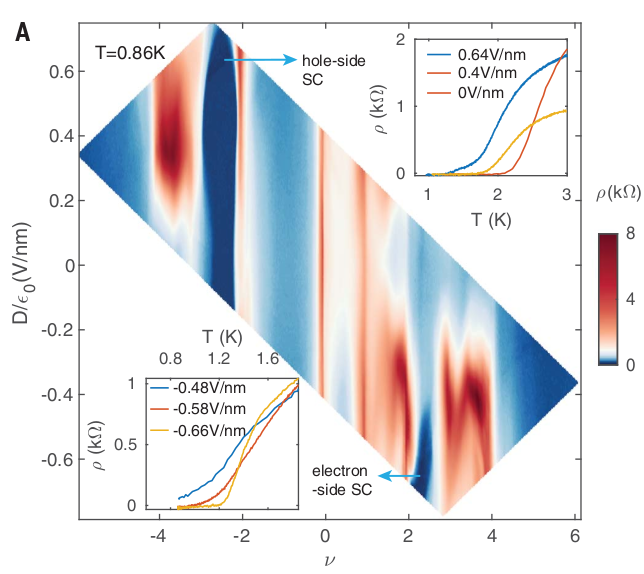 A
T=0.86K
hole-side
SC
0.64V/nm
0.4V/nm
0V/nm
2
1
0
ρ (kΩ)
1
2
3
T (K)
ρ(kΩ)
8
4
0
0.6
0.4
0.2
0
-0.2
-0.4
-0.6
D/ϵ0(V/nm)
T (K)
0.8
1.2
1.6
1
0.5
0
ρ (kΩ)
-0.48V/nm
-0.58V/nm
-0.66V/nm
electron
-side SC
-4
-2
0
2
4
6
ν